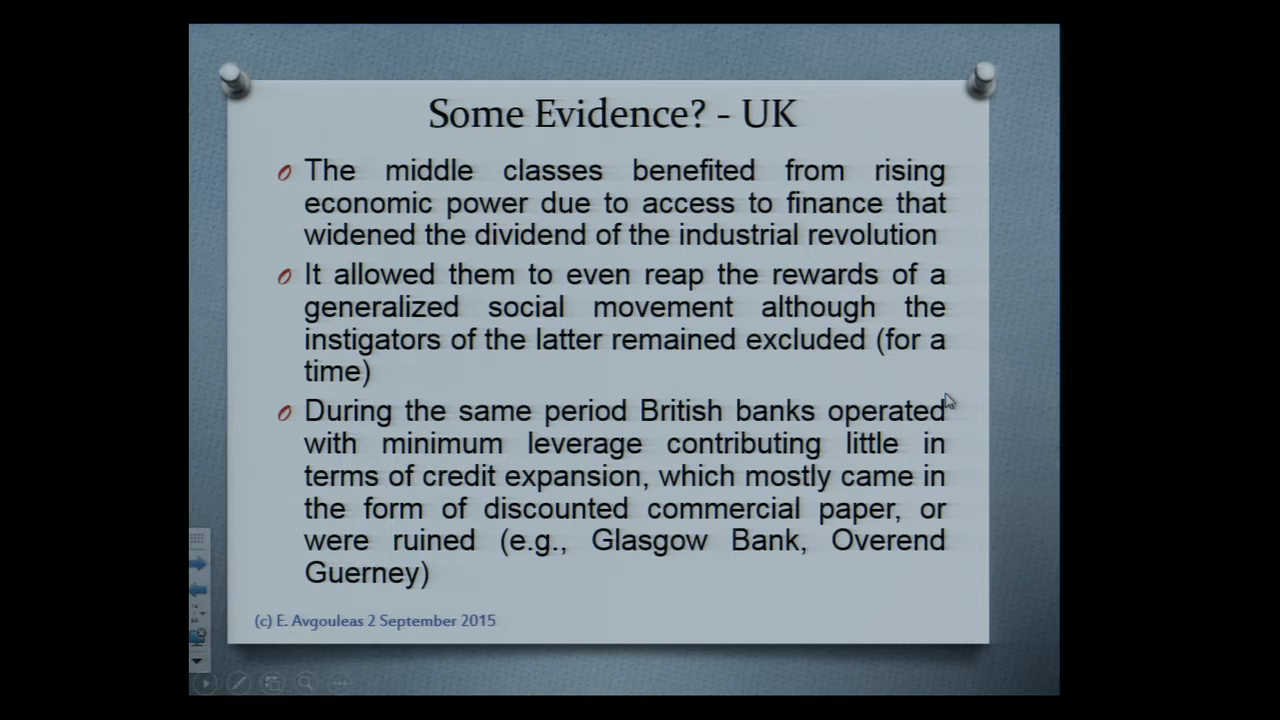 Some Evidence? - UK
The middle classes benefited from rising
economic power due to access to finance that
widened the dividend of the industrial revolution
It allowed them to even reap the rewards of a
generalized social movement although the
instigators of the latter remained excluded (for a
time)
During the same period British banks operated
with minimum leverage contributing little in
terms of credit expansion, which mostly came in
the form of discounted commercial paper, or
were ruined (e.g., Glasgow Bank, Overend
Guerney)
(c) E. Avgouleas 2 September 2015